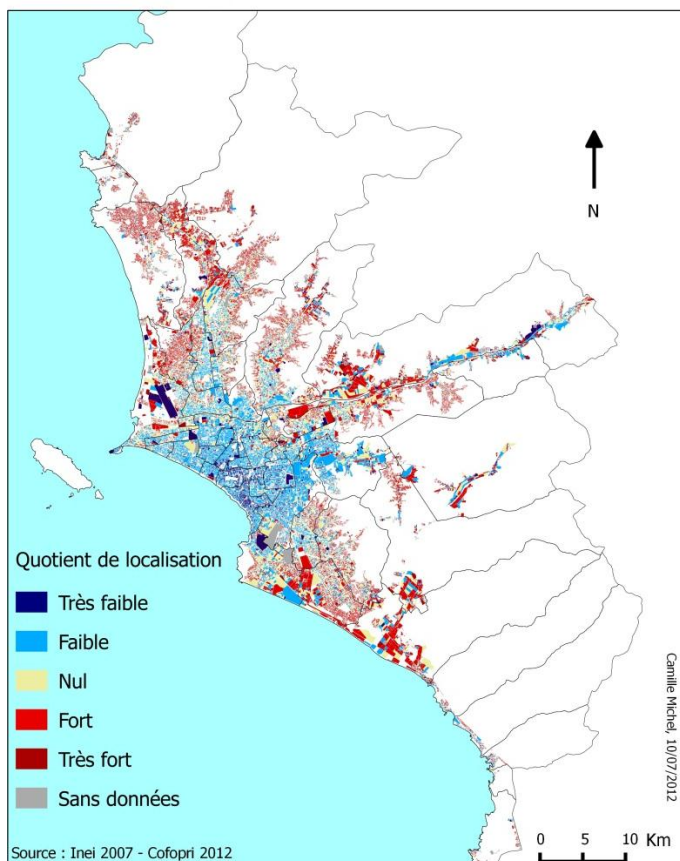 N
Quotient de localisation
Très faible
Faible
Nul
Fort
Très fort
Sans données
Camille Michel, 10/07/2012
Source : Inei 2007 - Cofopri 2012
0 5 10 Km